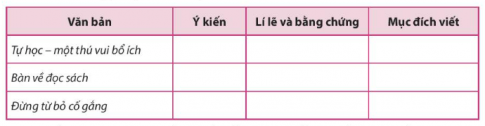 Văn bản Ý kiến Lí lẽ và bằng chứng Mục đích viết
Tự học – một thú vui bổ ích
Bàn về đọc sách
Đừng từ bỏ cố gắng